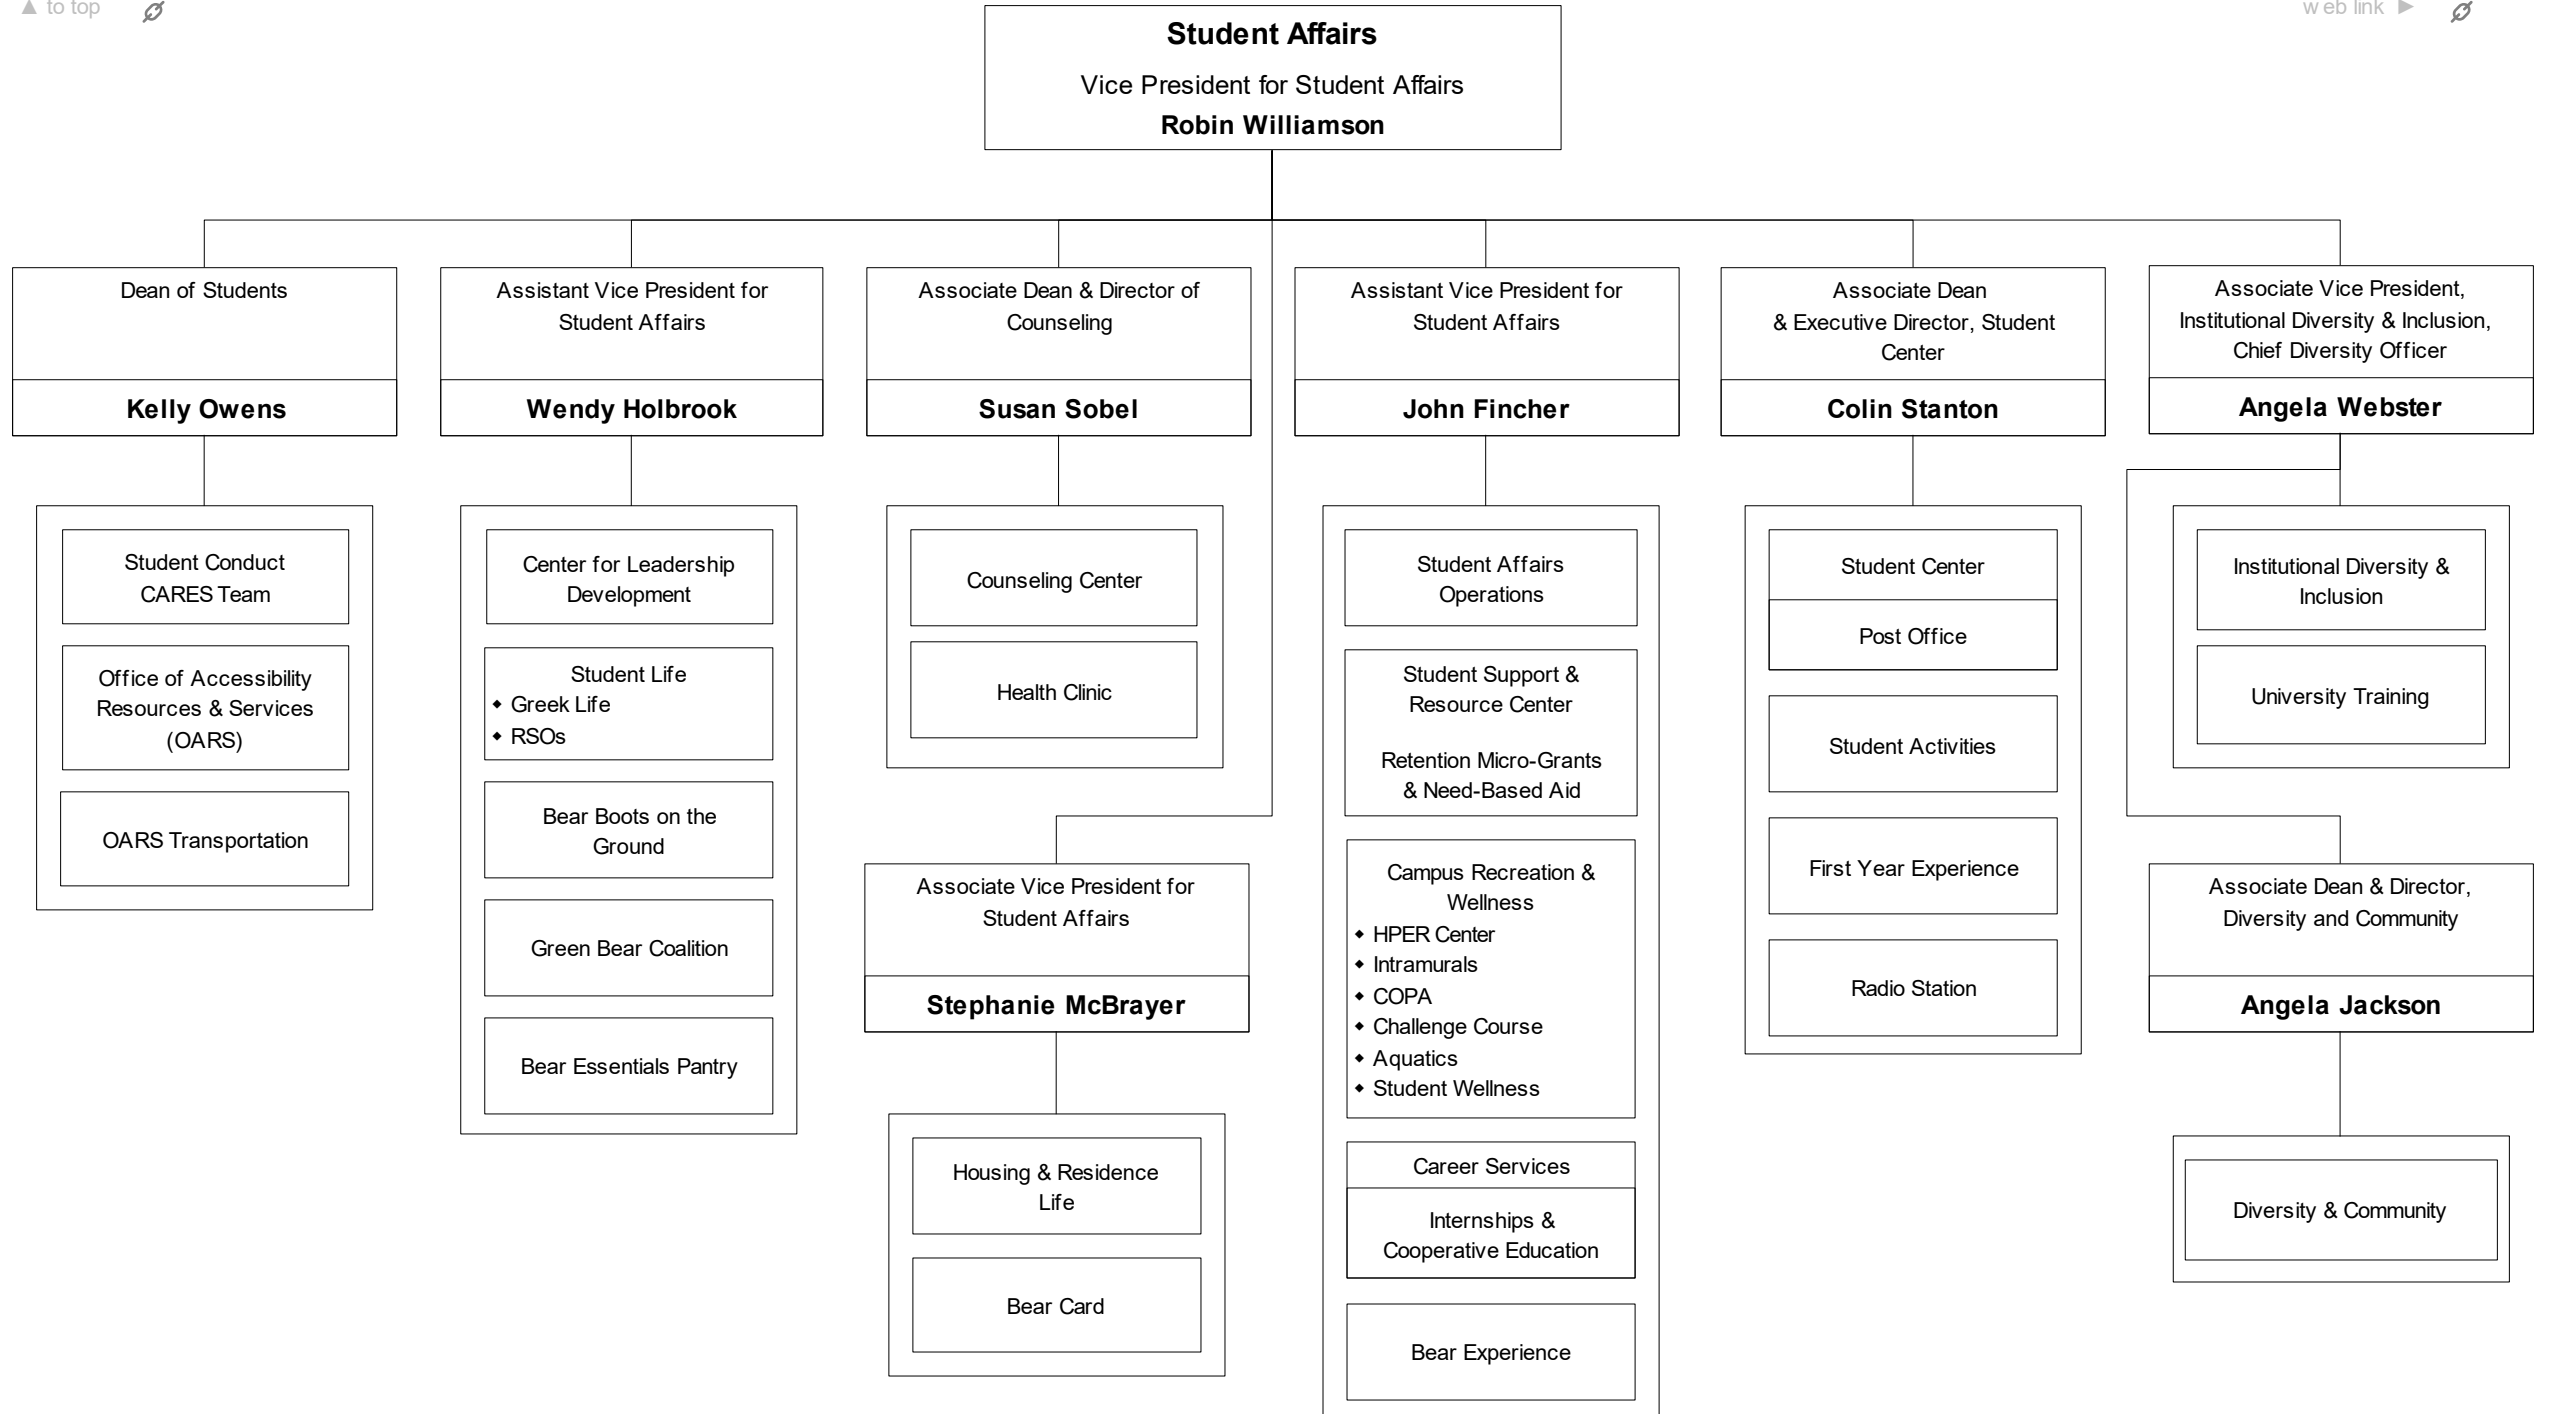 ▲ to top
web link ►
Student Affairs
Vice President for Student Affairs
Robin Williamson
Dean of Students
Kelly Owens
Student Conduct
CARES Team
Office of Accessibility
Resources & Services
(OARS)
OARS Transportation
Assistant Vice President for
Student Affairs
Wendy Holbrook
Center for Leadership
Development
Student Life
◆ Greek Life
◆ RSOs
Bear Boots on the
Ground
Green Bear Coalition
Bear Essentials Pantry
Associate Dean & Director of
Counseling
Susan Sobel
Counseling Center
Health Clinic
Associate Vice President for
Student Affairs
Stephanie McBrayer
Housing & Residence
Life
Bear Card
Assistant Vice President for
Student Affairs
John Fincher
Student Affairs
Operations
Student Support &
Resource Center
Retention Micro-Grants
& Need-Based Aid
Campus Recreation &
Wellness
◆ HPER Center
◆ Intramurals
◆ COPA
◆ Challenge Course
◆ Aquatics
◆ Student Wellness
Career Services
Internships &
Cooperative Education
Bear Experience
Associate Dean
& Executive Director, Student
Center
Colin Stanton
Student Center
Post Office
Student Activities
First Year Experience
Radio Station
Associate Vice President,
Institutional Diversity & Inclusion,
Chief Diversity Officer
Angela Webster
Institutional Diversity &
Inclusion
University Training
Associate Dean & Director,
Diversity and Community
Angela Jackson
Diversity & Community